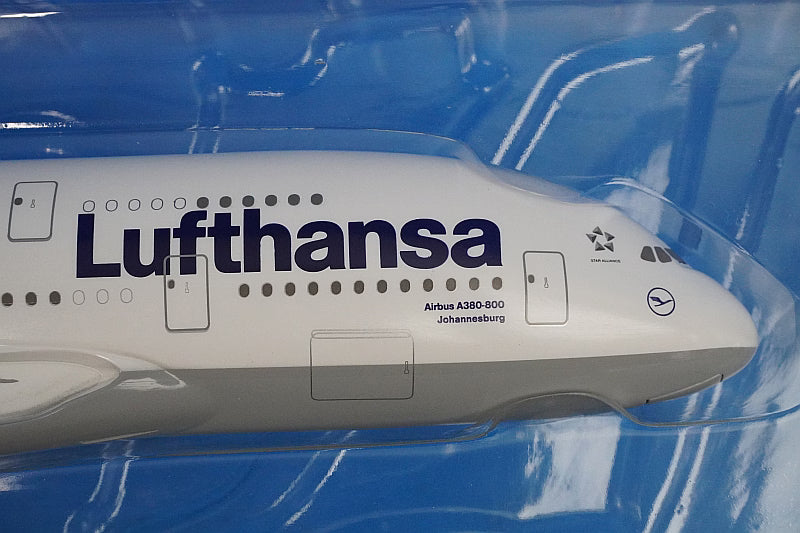 Lufthansa
STAR ALLIANCE
Airbus A380-800
Johannesburg